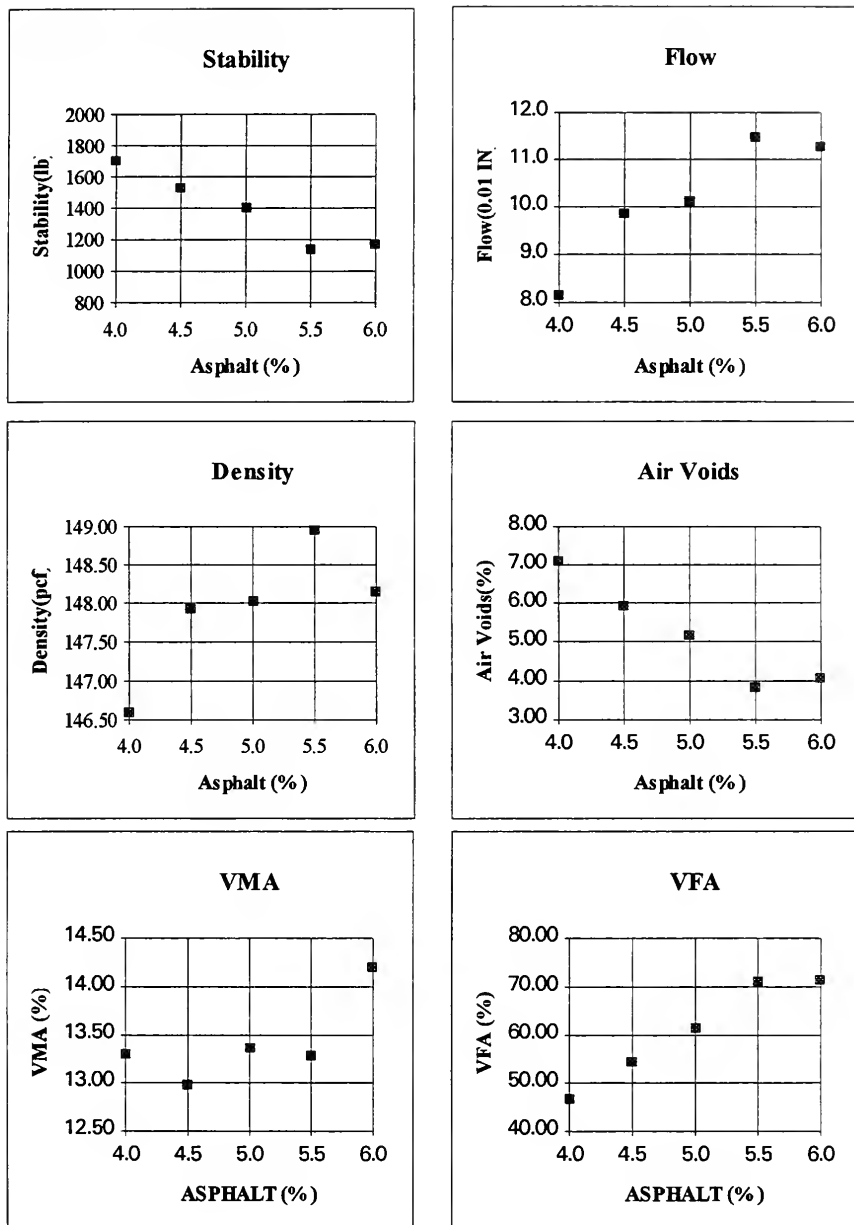 Stability
Stability(lb)
2000
1800
1600
1400
1200
1000
800
4.0 4.5 5.0 5.5 6.0
Asphalt (%)
Flow
Flow(0.01 IN
12.0
11.0
10.0
9.0
8.0
4.0 4.5 5.0 5.5 6.0
Asphalt (%)
Density
Density(pcf)
149.00
148.50
148.00
147.50
147.00
146.50
4.0 4.5 5.0 5.5 6.0
Asphalt (%)
Air Voids
Air Voids(%)
8.00
7.00
6.00
5.00
4.00
3.00
4.0 4.5 5.0 5.5 6.0
Asphalt (%)
VMA
VMA (%)
14.50
14.00
13.50
13.00
12.50
4.0 4.5 5.0 5.5 6.0
ASPHALT (%)
VFA
VFA (%)
80.00
70.00
60.00
50.00
40.00
4.0 4.5 5.0 5.5 6.0
ASPHALT (%)